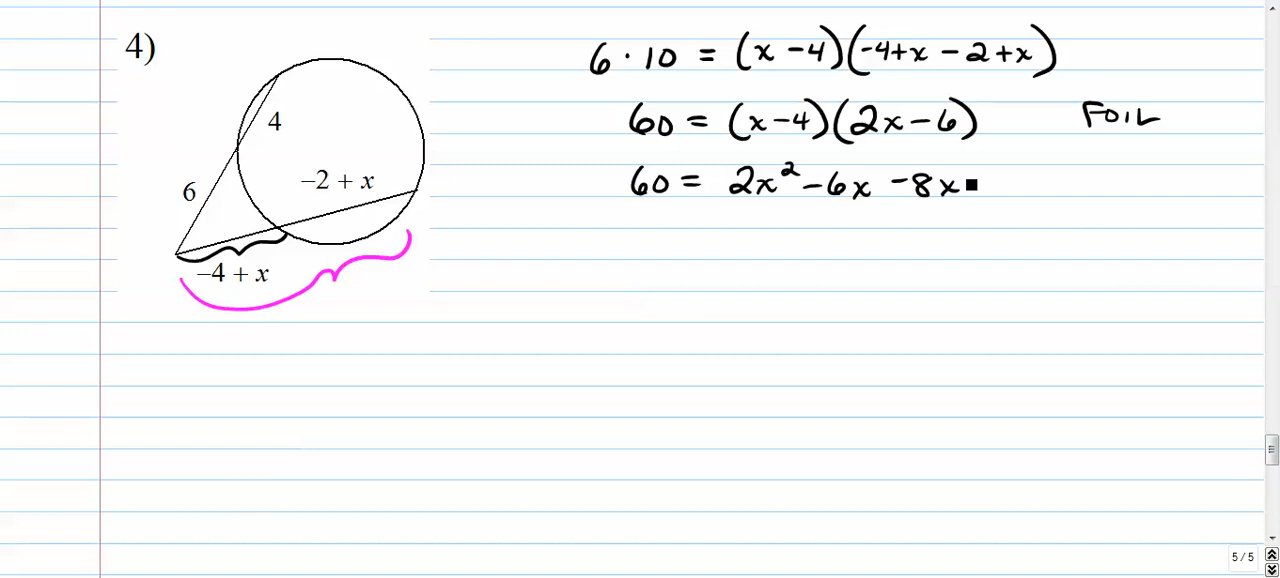 4)
6 · 10 = (x - 4)(-4+x - 2 + x)
4
60 = (x - 4)(2x - 6) FOIL
−2 + x
6
60 = 2x² - 6x - 8x
−4 + x
5 / 5